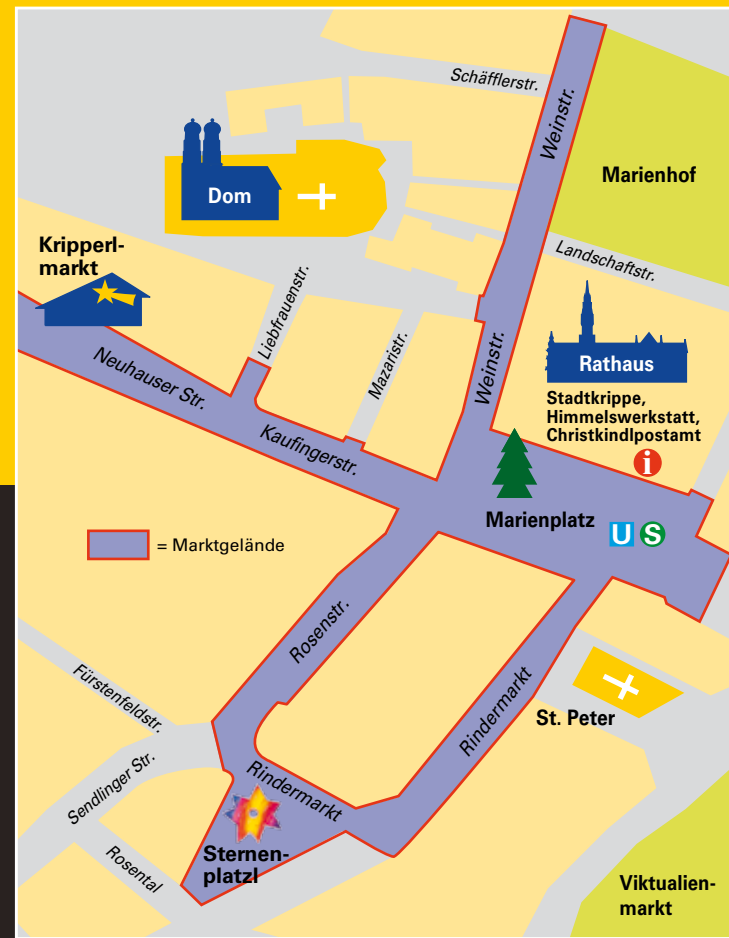 Schäfflerstr.
Weinstr.
Marienhof
Dom
Kripperl-
markt
Landschaftstr.
Liebfrauenstr.
Mazaristr.
Weinstr.
Rathaus
Neuhauser Str.
Stadtkrippe,
Himmelswerkstatt,
Christkindlpostamt
i
Kaufingerstr.
Marienplatz
U S
= Marktgelände
Rosenstr.
Fürstenfeldstr.
Rindermarkt
St. Peter
Sendlinger Str.
Rindermarkt
Sternen-
platzl
Rosental
Viktualien-
markt